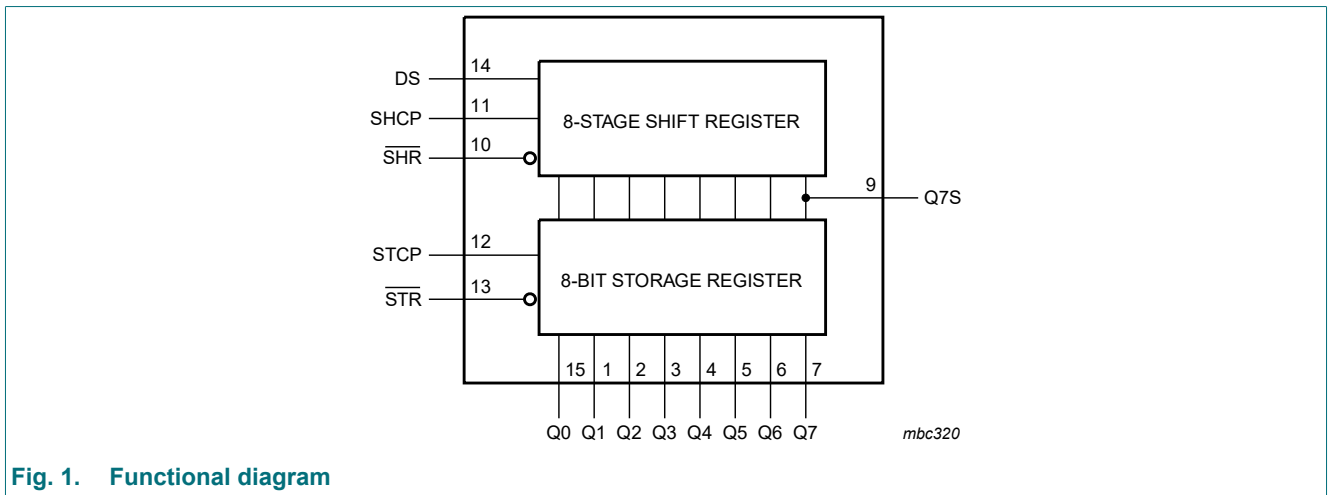 DS 14
SHCP 11
8-STAGE SHIFT REGISTER
S̅H̅R̅ 10
9 Q7S
STCP 12
8-BIT STORAGE REGISTER
S̅T̅R̅ 13
15 1 2 3 4 5 6 7
Q0 Q1 Q2 Q3 Q4 Q5 Q6 Q7
mbc320
Fig. 1. Functional diagram